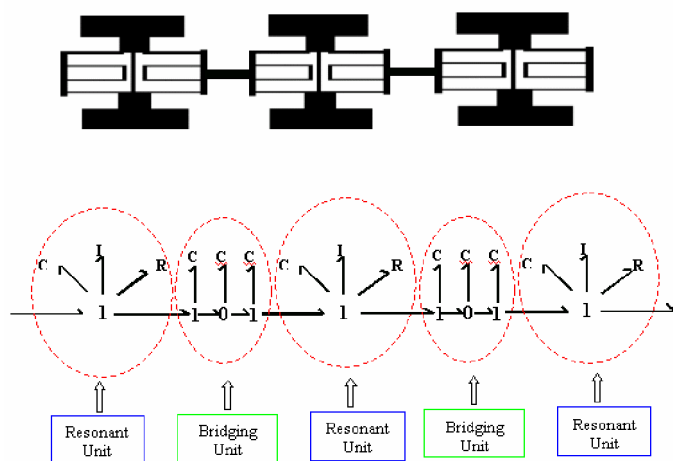 I C C C I C C C I
C R C R C R
1 1 0 1 1 1 0 1 1
Resonant Bridging Resonant Bridging Resonant
Unit Unit Unit Unit Unit